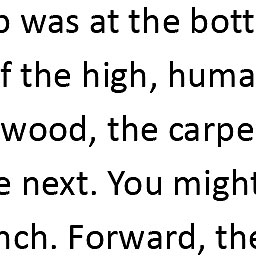 was at the bott
f the high, huma
wood, the carpe
e next. You might
nch. Forward, the